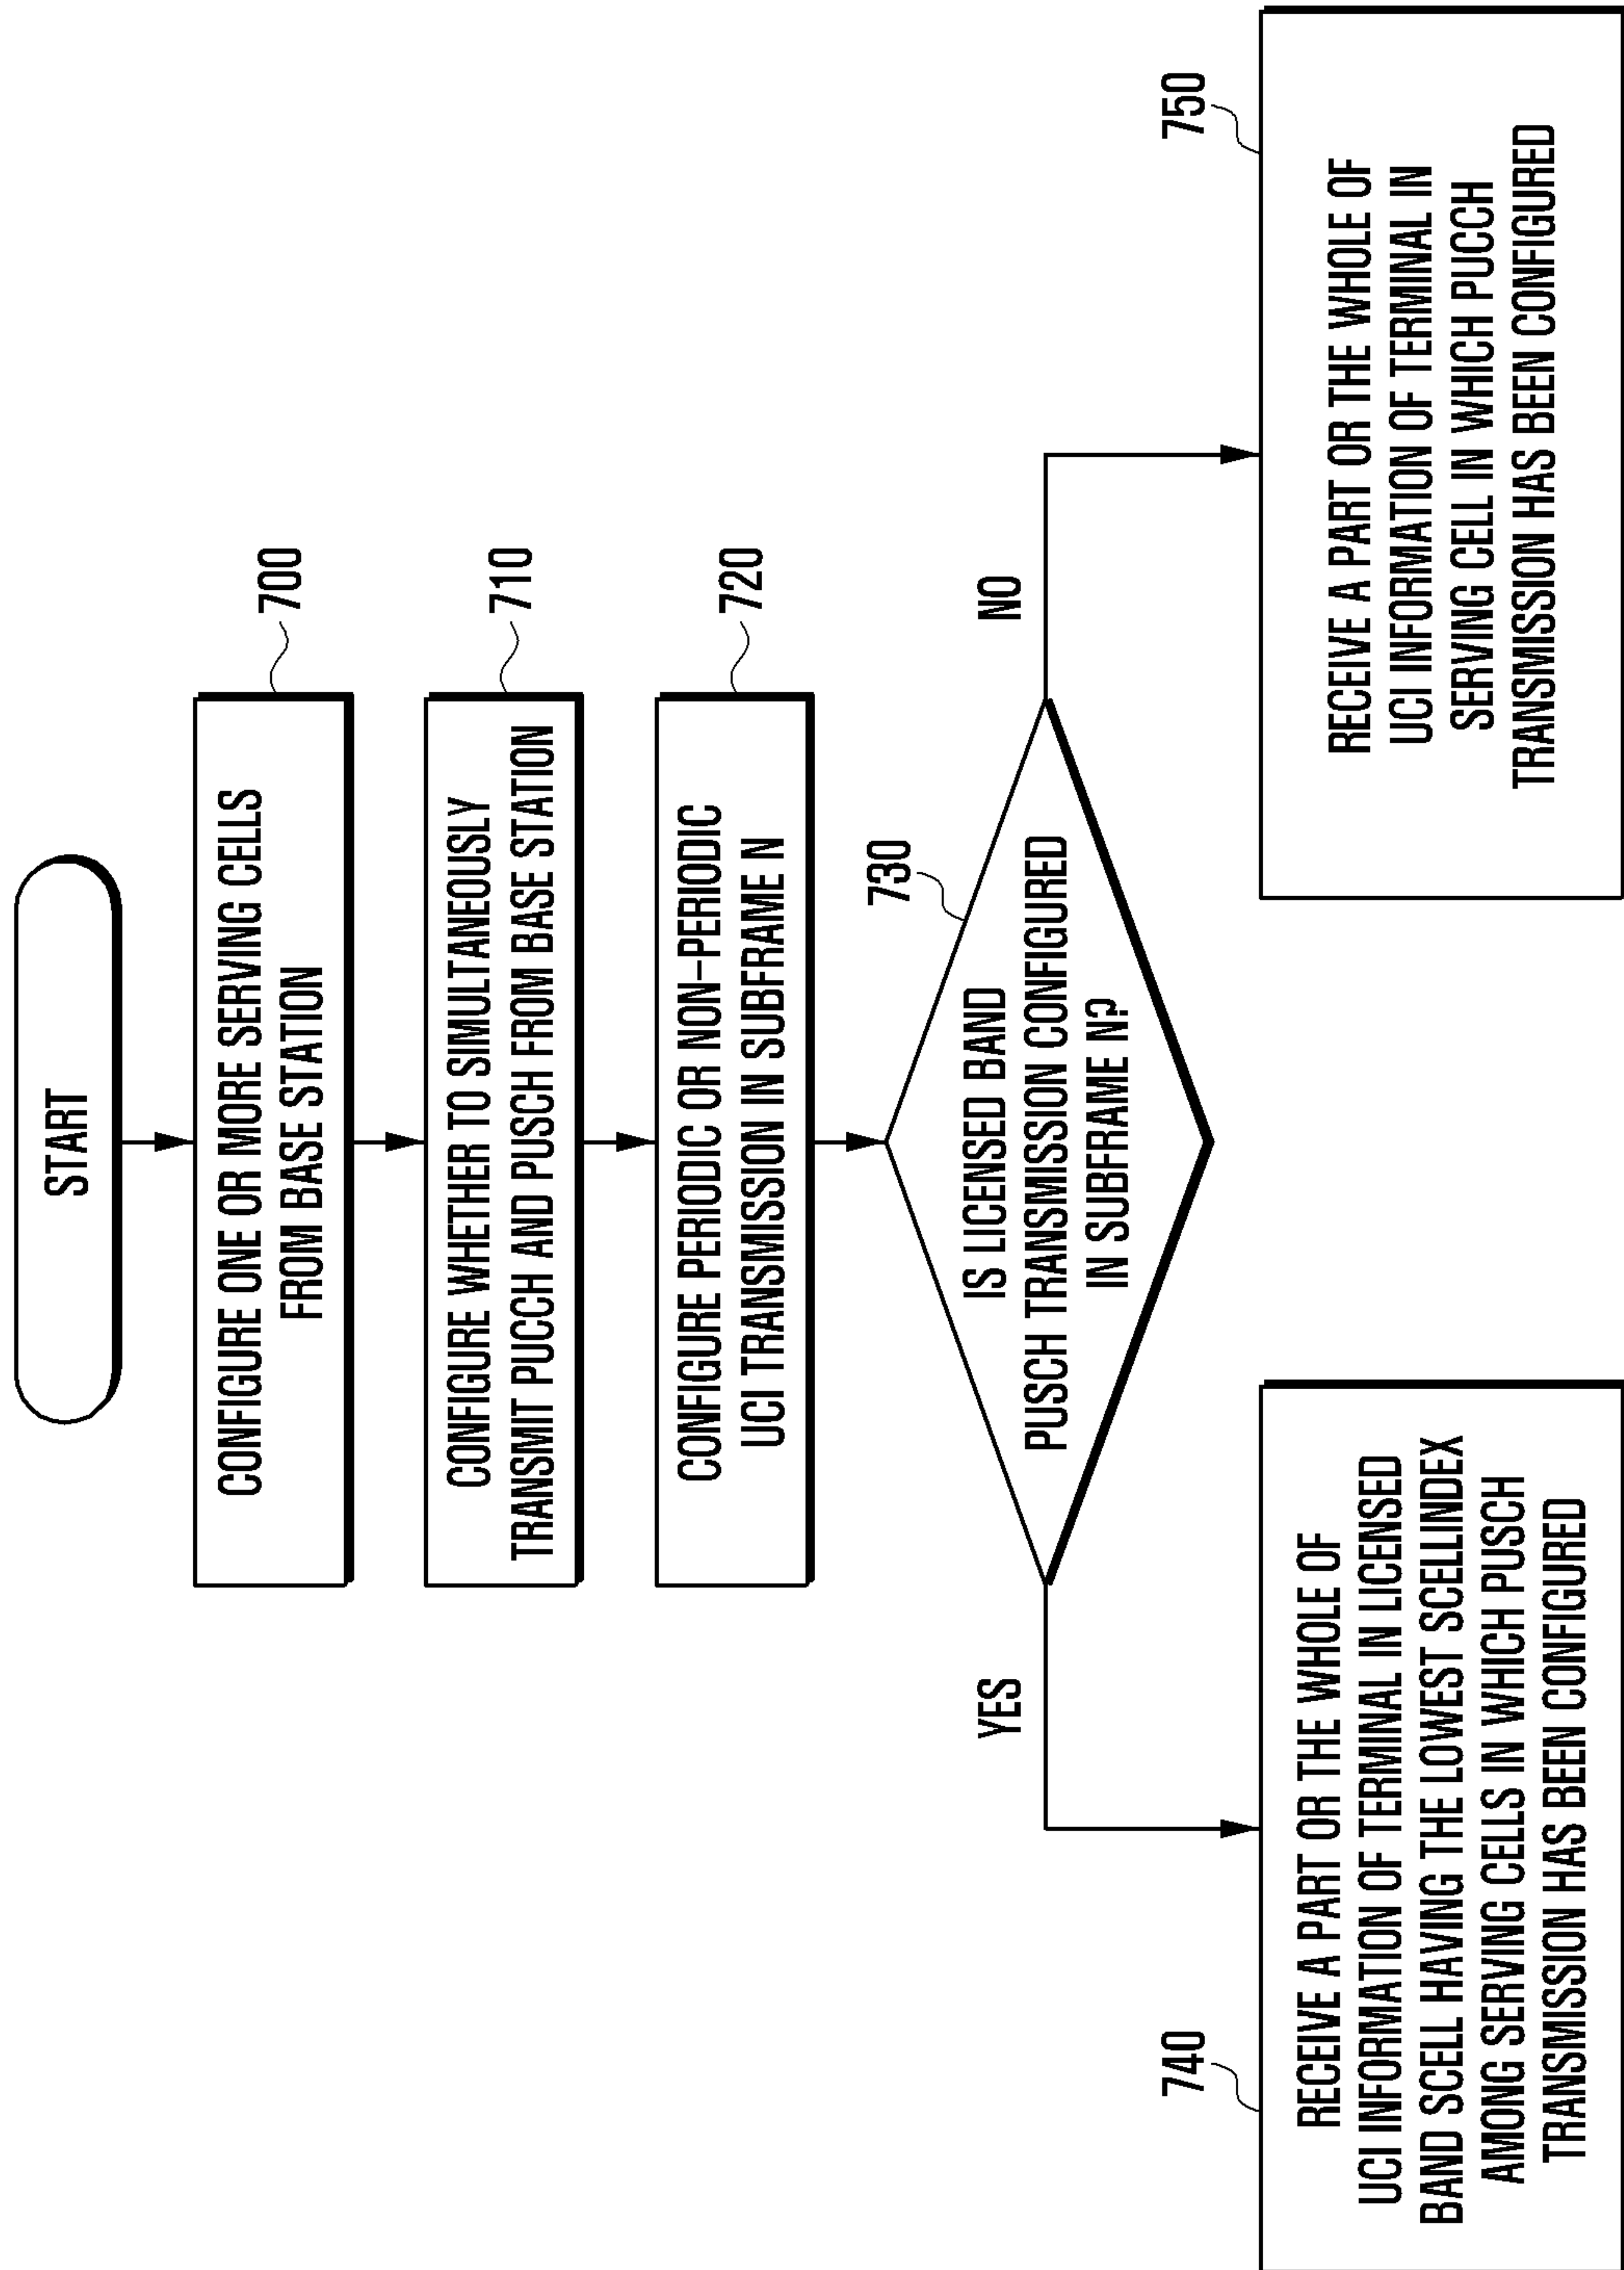 START
CONFIGURE ONE OR MORE SERVING CELLS
FROM BASE STATION
700
CONFIGURE WHETHER TO SIMULTANEOUSLY
TRANSMIT PUCCH AND PUSCH FROM BASE STATION
710
CONFIGURE PERIODIC OR NON-PERIODIC
UCI TRANSMISSION IN SUBFRAME N
720
730
IS LICENSED BAND
PUSCH TRANSMISSION CONFIGURED
IN SUBFRAME N?
YES
NO
740
RECEIVE A PART OR THE WHOLE OF
UCI INFORMATION OF TERMINAL IN LICENSED
BAND SCELL HAVING THE LOWEST SCELLINDEX
AMONG SERVING CELLS IN WHICH PUSCH
TRANSMISSION HAS BEEN CONFIGURED
750
RECEIVE A PART OR THE WHOLE OF
UCI INFORMATION OF TERMINAL IN
SERVING CELL IN WHICH PUCCH
TRANSMISSION HAS BEEN CONFIGURED